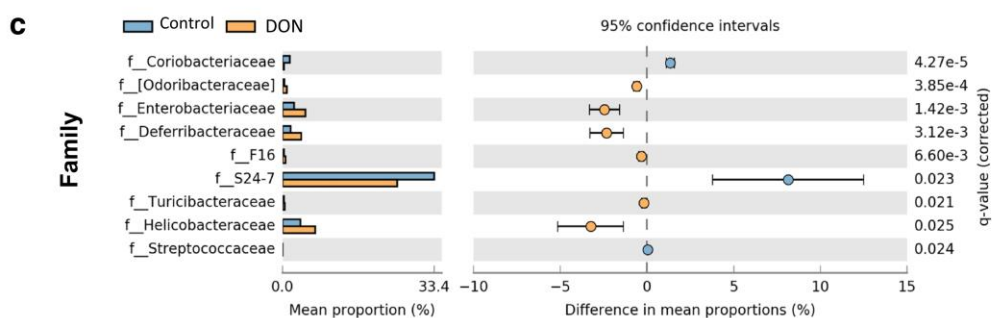 c
Control DON
95% confidence intervals
Family
f__Coriobacteriaceae 4.27e-5
f__[Odoribacteraceae] 3.85e-4
f__Enterobacteriaceae 1.42e-3
f__Deferribacteraceae 3.12e-3
f__F16 6.60e-3
f__S24-7 0.023
f__Turicibacteraceae 0.021
f__Helicobacteraceae 0.025
f__Streptococcaceae 0.024
q-value (corrected)
0.0 33.4 −10 −5 0 5 10 15
Mean proportion (%) Difference in mean proportions (%)